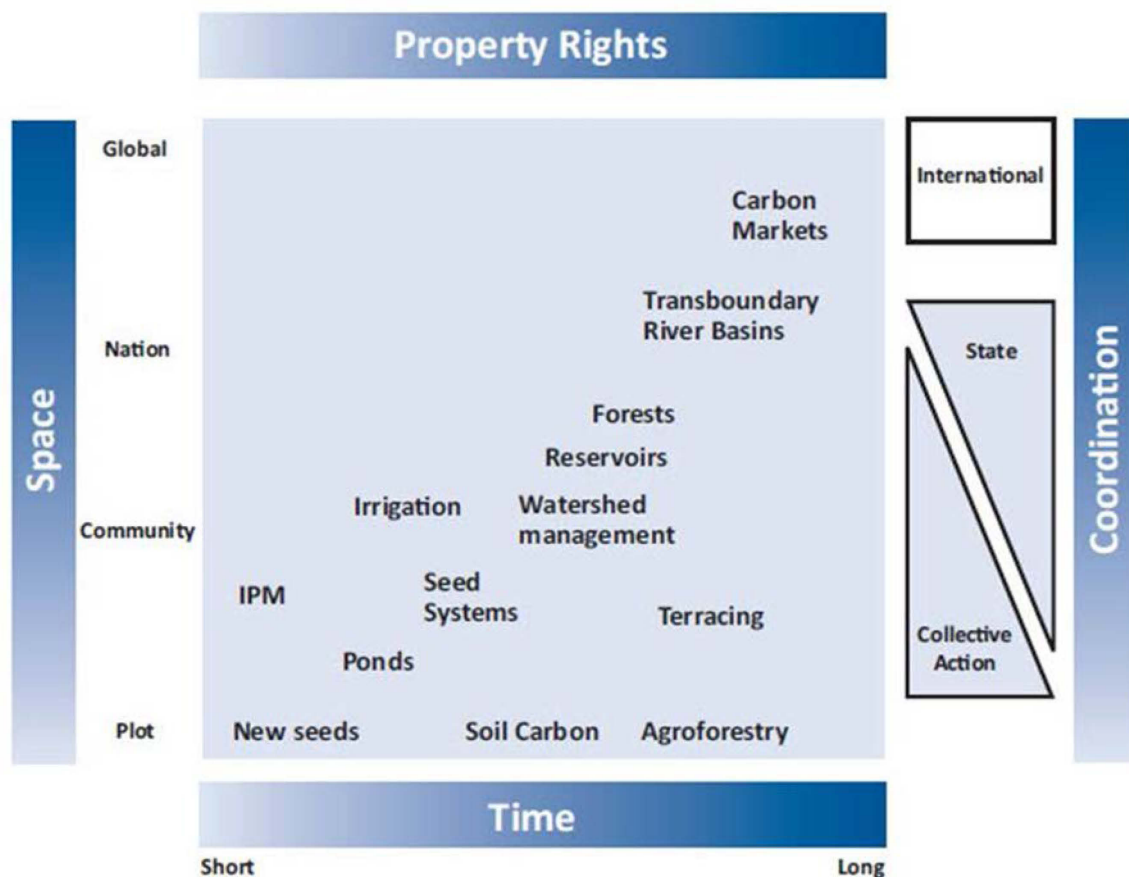 Property Rights
Space
Global
Nation
Community
Plot
Carbon
Markets
Transboundary
River Basins
Forests
Reservoirs
Irrigation
Watershed
management
IPM
Seed
Systems
Terracing
Ponds
New seeds
Soil Carbon
Agroforestry
International
State
Collective
Action
Coordination
Time
Short
Long